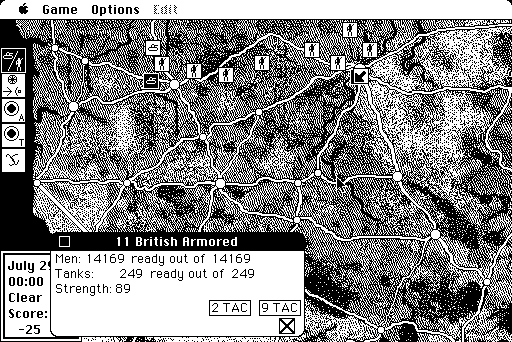 Game Options Edit
A
T
11 British Armored
Men: 14169 ready out of 14169
Tanks: 249 ready out of 249
Strength: 89
2 TAC 9 TAC
July 2
00:00
Clear
Score:
-25